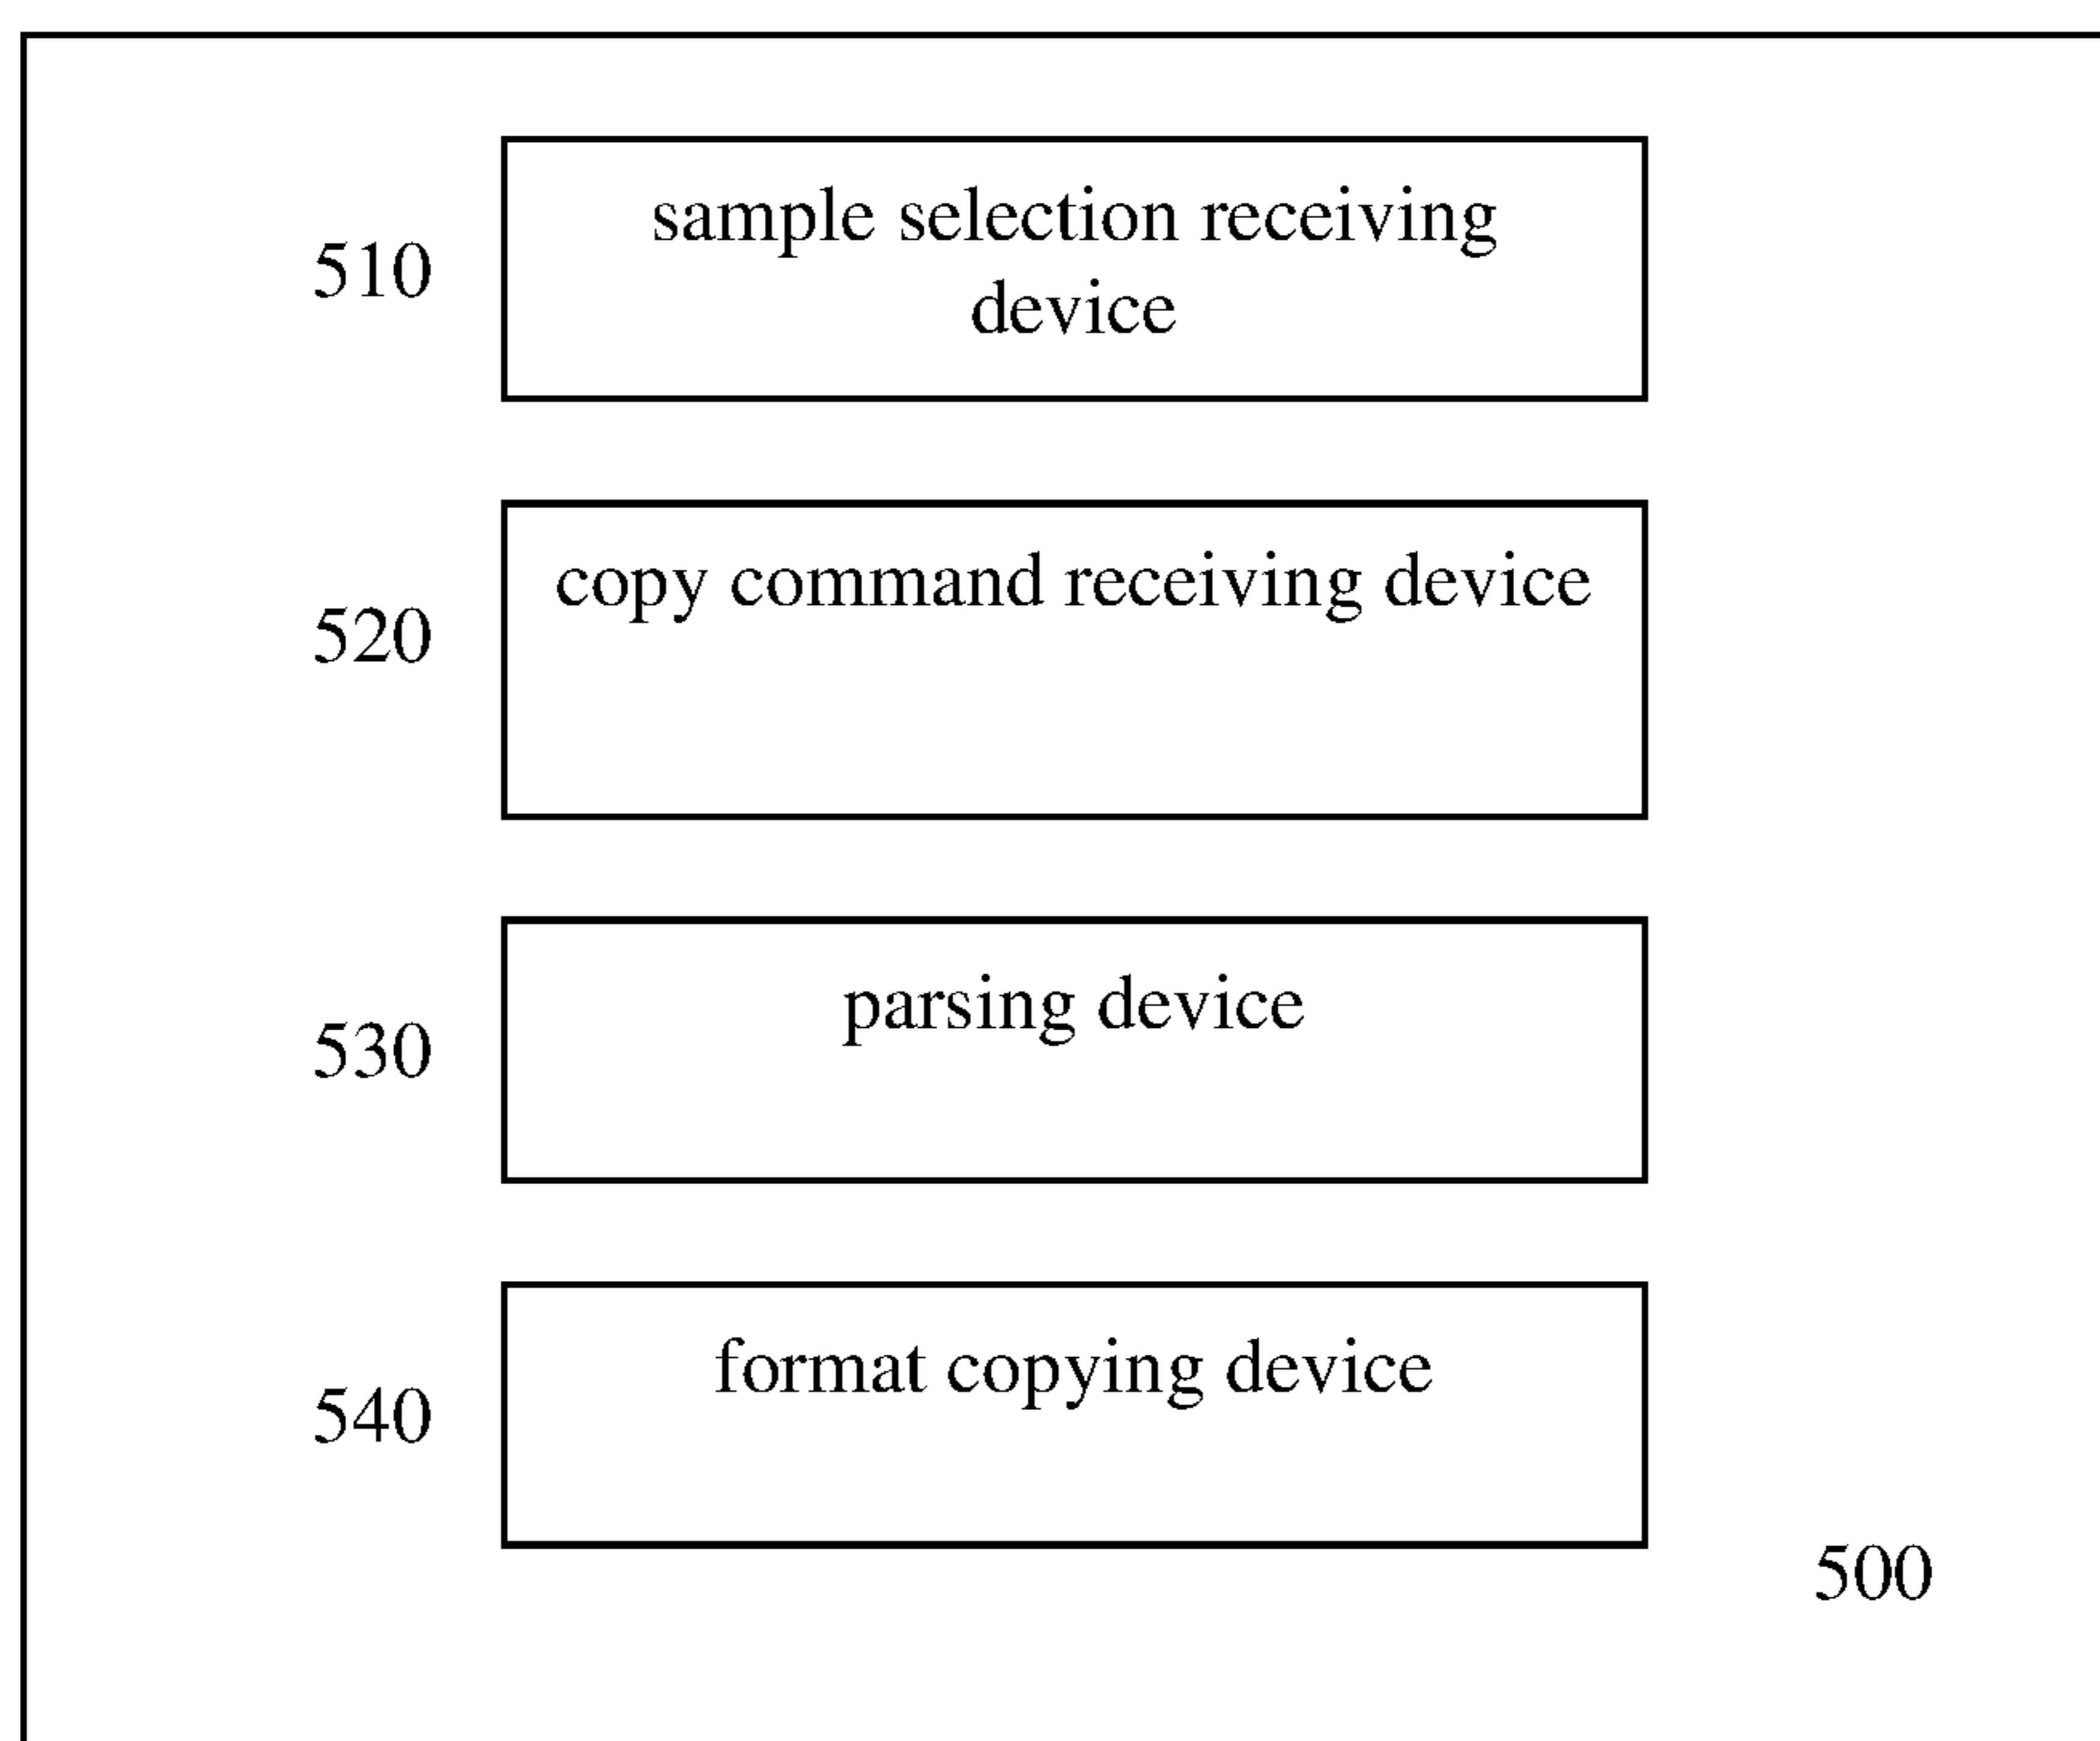 510
sample selection receiving
device
520
copy command receiving device
530
parsing device
540
format copying device
500